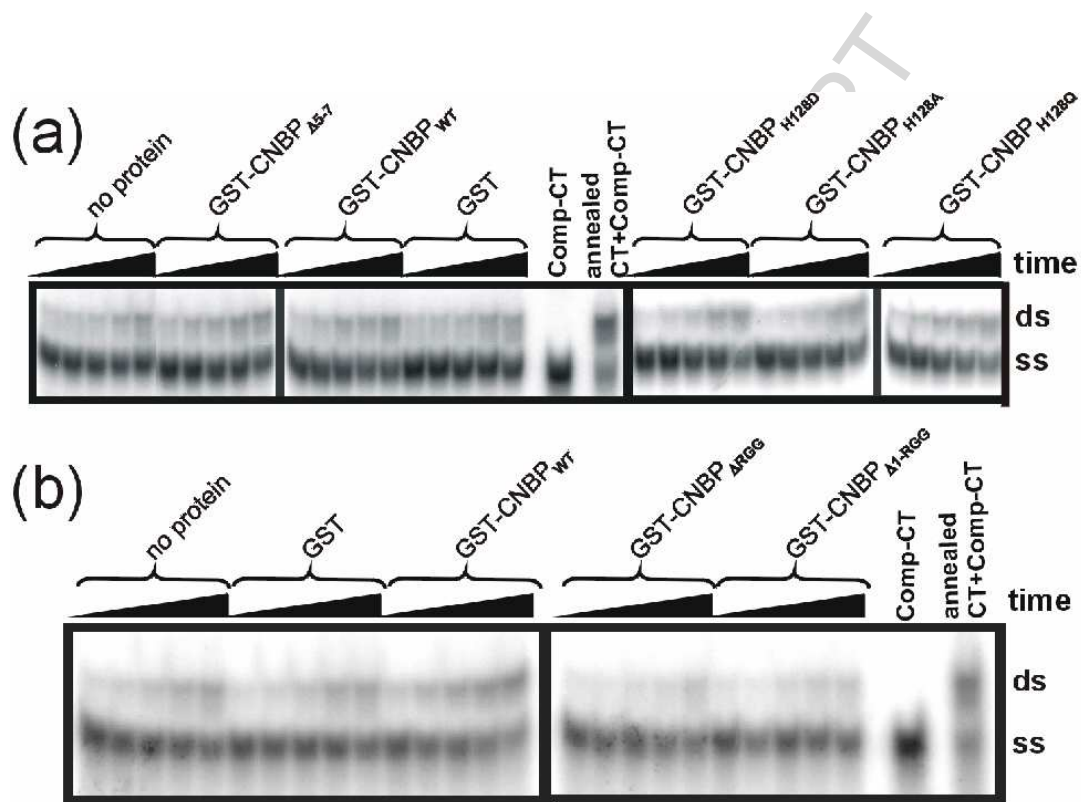 PT
(a)
no protein
GST-CNBPΔ5-7
GST-CNBPWT
GST
Comp-CT
annealed
CT+Comp-CT
GST-CNBPH128D
GST-CNBPH128A
GST-CNBPH128Q
time
ds
ss
(b)
no protein
GST
GST-CNBPWT
GST-CNBPΔRGG
GST-CNBPΔ1-RGG
Comp-CT
annealed
CT+Comp-CT
time
ds
ss